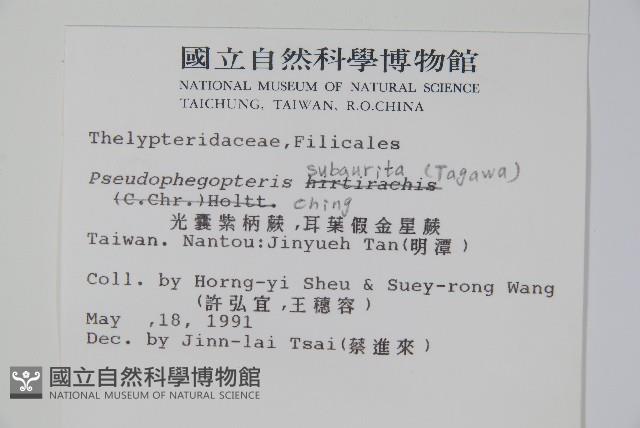 國立自然科學博物館
NATIONAL MUSEUM OF NATURAL SCIENCE
TAICHUNG, TAIWAN, R.O.CHINA
Thelypteridaceae,Filicales
subaurita (Tagawa)
Pseudophegopteris hirtirachis
(C.Chr.)Holtt. Ching
光囊紫柄蕨,耳葉假金星蕨
Taiwan. Nantou:Jinyueh Tan(明潭)
Coll. by Horng-yi Sheu & Suey-rong Wang
(許弘宜,王穗容)
May ,18, 1991
Dec. by Jinn-lai Tsai(蔡進來)
國立自然科學博物館
NATIONAL MUSEUM OF NATURAL SCIENCE